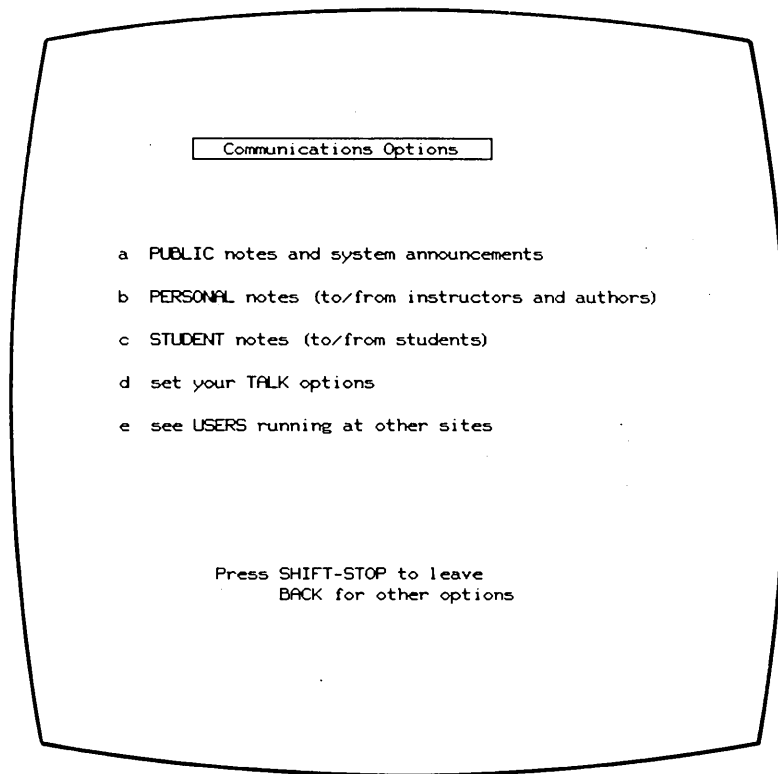 Communications Options
a PUBLIC notes and system announcements
b PERSONAL notes (to/from instructors and authors)
c STUDENT notes (to/from students)
d set your TALK options
e see USERS running at other sites
Press SHIFT-STOP to leave
BACK for other options